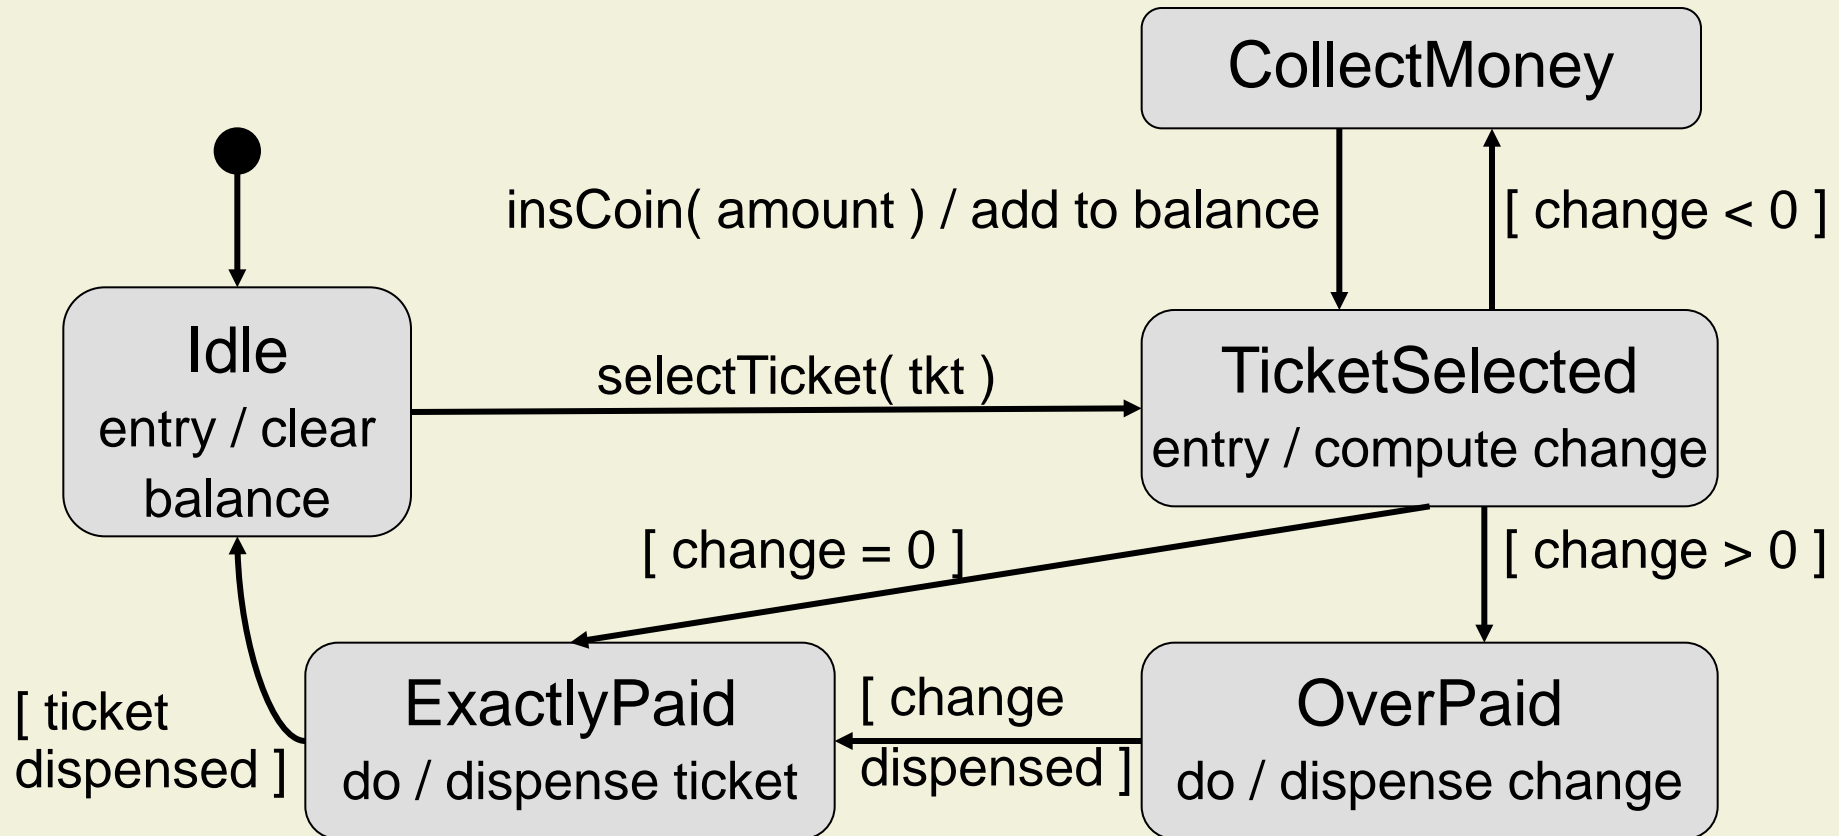 CollectMoney
insCoin( amount ) / add to balance
[ change < 0 ]
Idle
entry / clear
balance
selectTicket( tkt )
TicketSelected
entry / compute change
[ change = 0 ]
[ change > 0 ]
[ ticket
dispensed ]
ExactlyPaid
do / dispense ticket
[ change
dispensed ]
OverPaid
do / dispense change